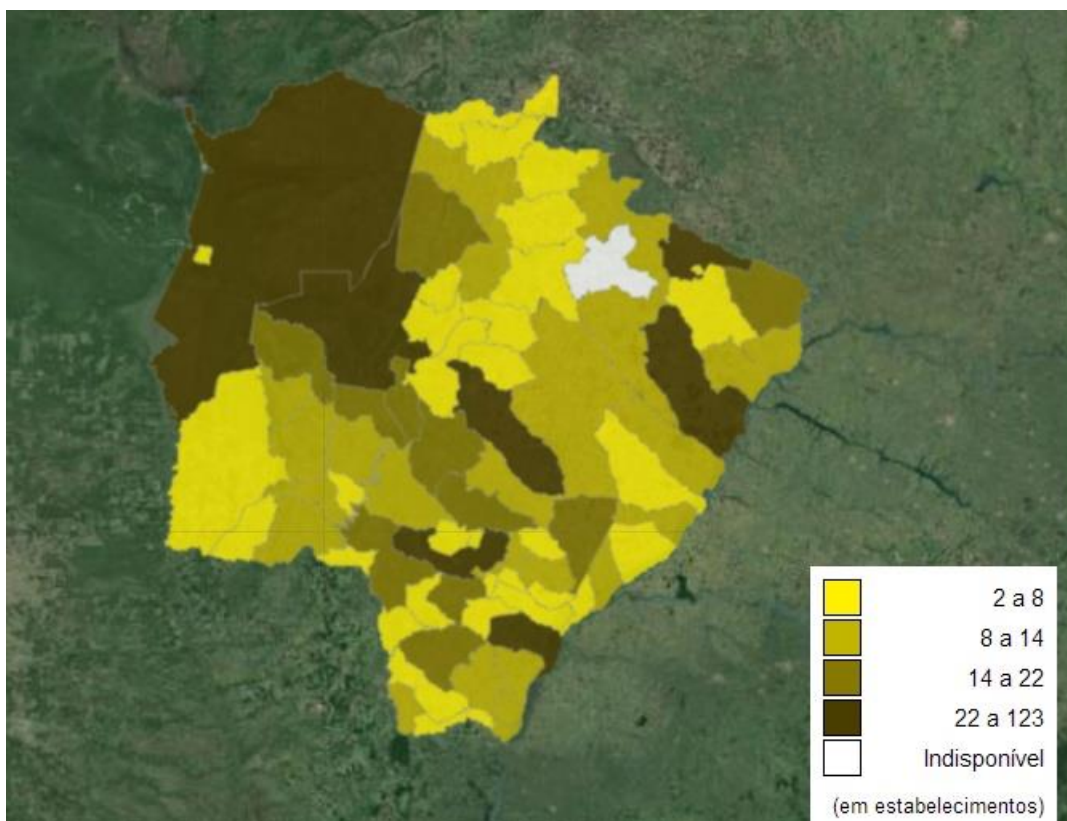 2 a 8
8 a 14
14 a 22
22 a 123
Indisponível
(em estabelecimentos)